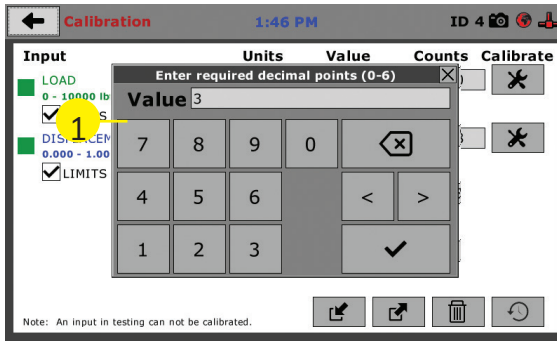 Calibration 1:46 PM ID 4
Input Units Value Counts Calibrate
LOAD
0 - 10000 lb
Enter required decimal points (0-6)
Value 3
1
LIMITS
0.000 - 1.00
7 8 9 0
4 5 6 < >
1 2 3
Note: An input in testing can not be calibrated.